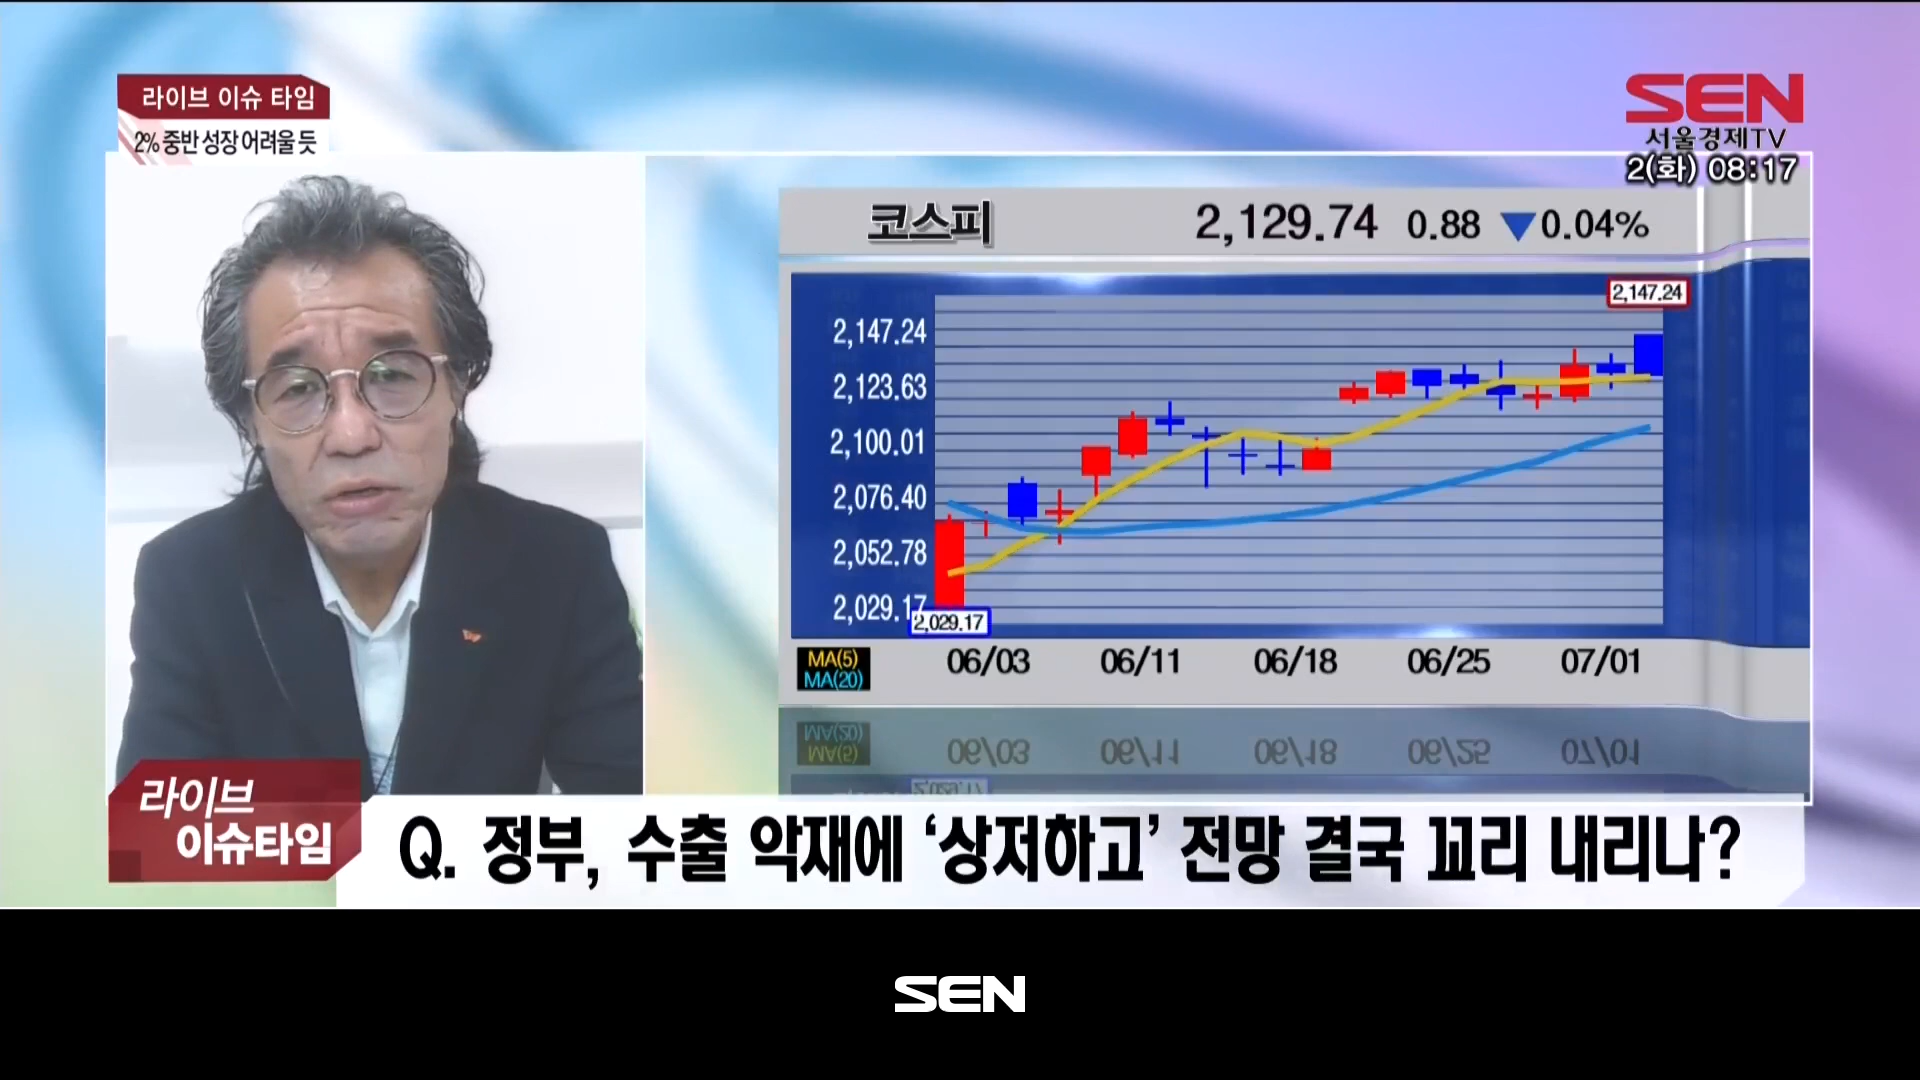 라이브 이슈 타임
2% 중반 성장 어려울 듯
SEN
서울경제TV
2(화) 08:17
코스피 2,129.74 0.88 ▼0.04%
2,147.24
2,147.24
2,123.63
2,100.01
2,076.40
2,052.78
2,029.17
2,029.17
MA(5)
MA(20)
06/03 06/11 06/18 06/25 07/01
라이브
이슈타임
Q. 정부, 수출 악재에 ‘상저하고’ 전망 결국 꼬리 내리나?
SEN